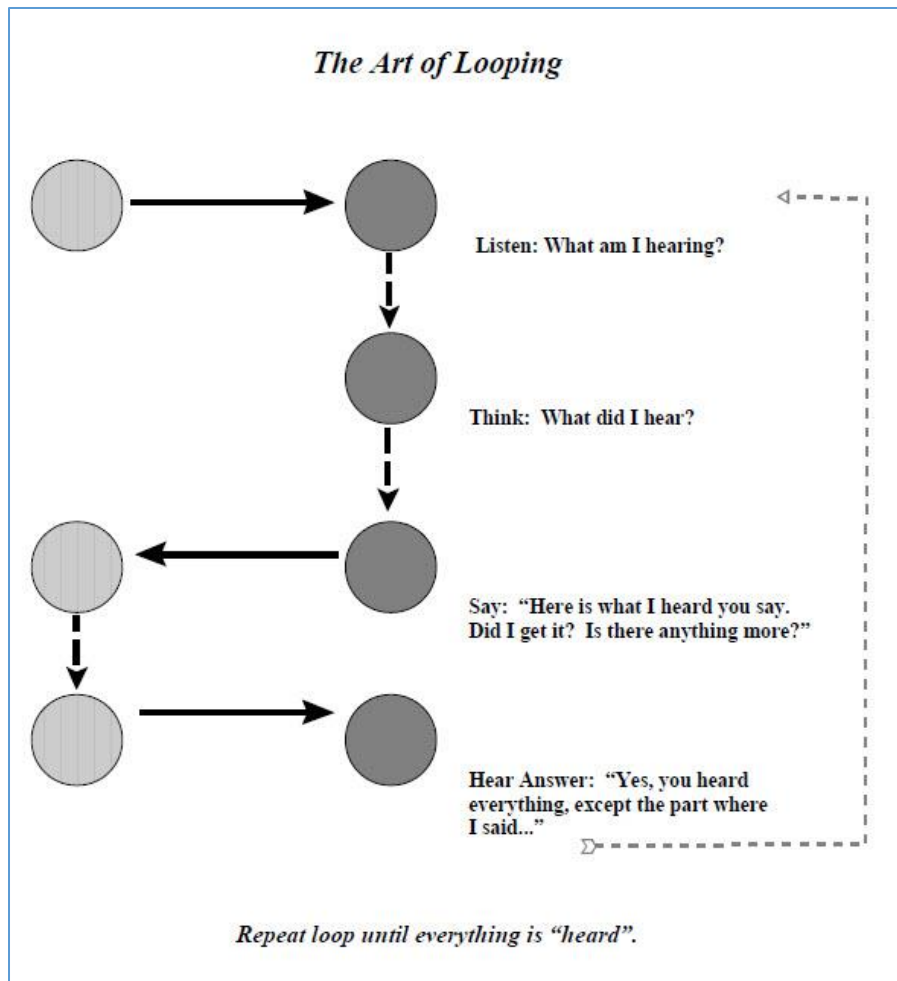 The Art of Looping
Listen: What am I hearing?
Think:  What did I hear?
Say:  “Here is what I heard you say.
Did I get it?  Is there anything more?”
Hear Answer:  “Yes, you heard
everything, except the part where
I said...”
Repeat loop until everything is “heard”.